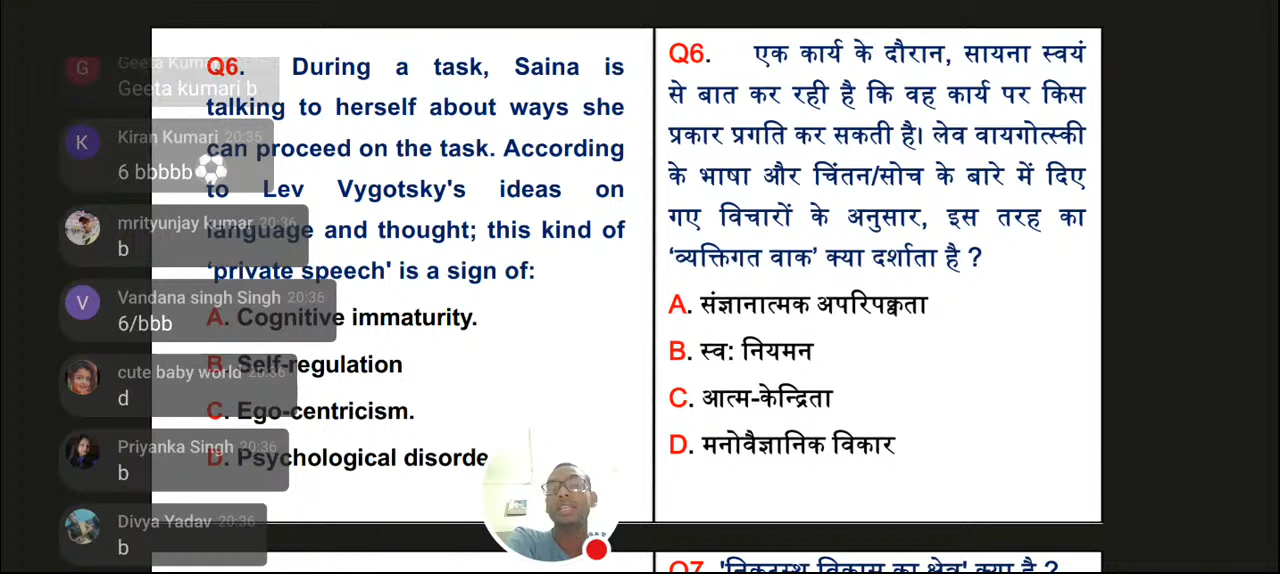 Geeta Kumari
Geeta kumari b
Kiran Kumari 20:35
6 bbbbb⚽
mrityunjay kumar 20:36
b
Vandana singh Singh 20:36
6/bbb
cute baby world 20:36
d
Priyanka Singh 20:36
b
Divya Yadav 20:36
b
Q6. During a task, Saina is
talking to herself about ways she
can proceed on the task. According
to Lev Vygotsky's ideas on
language and thought; this kind of
‘private speech' is a sign of:
A. Cognitive immaturity.
B. Self-regulation
C. Ego-centricism.
D. Psychological disorde
Q6. एक कार्य के दौरान, सायना स्वयं
से बात कर रही है कि वह कार्य पर किस
प्रकार प्रगति कर सकती है। लेव वायगोत्स्की
के भाषा और चिंतन/सोच के बारे में दिए
गए विचारों के अनुसार, इस तरह का
‘व्यक्तिगत वाक’ क्या दर्शाता है ?
A. संज्ञानात्मक अपरिपक्वता
B. स्व: नियमन
C. आत्म-केन्द्रिता
D. मनोवैज्ञानिक विकार
Q7. 'निकटस्थ विकास का क्षेत्र' क्या है ?